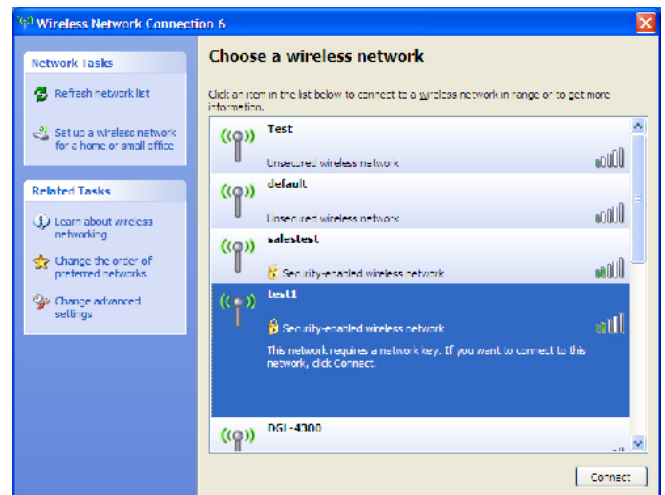 Wireless Network Connection 6
Network Tasks
Refresh network list
Set up a wireless network
for a home or small office
Related Tasks
Learn about wireless
networking
Change the order of
preferred networks
Change advanced
settings
Choose a wireless network
Click an item in the list below to connect to a wireless network in range or to get more
information.
Test
Unsecured wireless network
default
Unsecured wireless network
salestest
Security-enabled wireless network
test1
Security-enabled wireless network
This network requires a network key. If you want to connect to this
network, click Connect.
DGL-4300
Connect